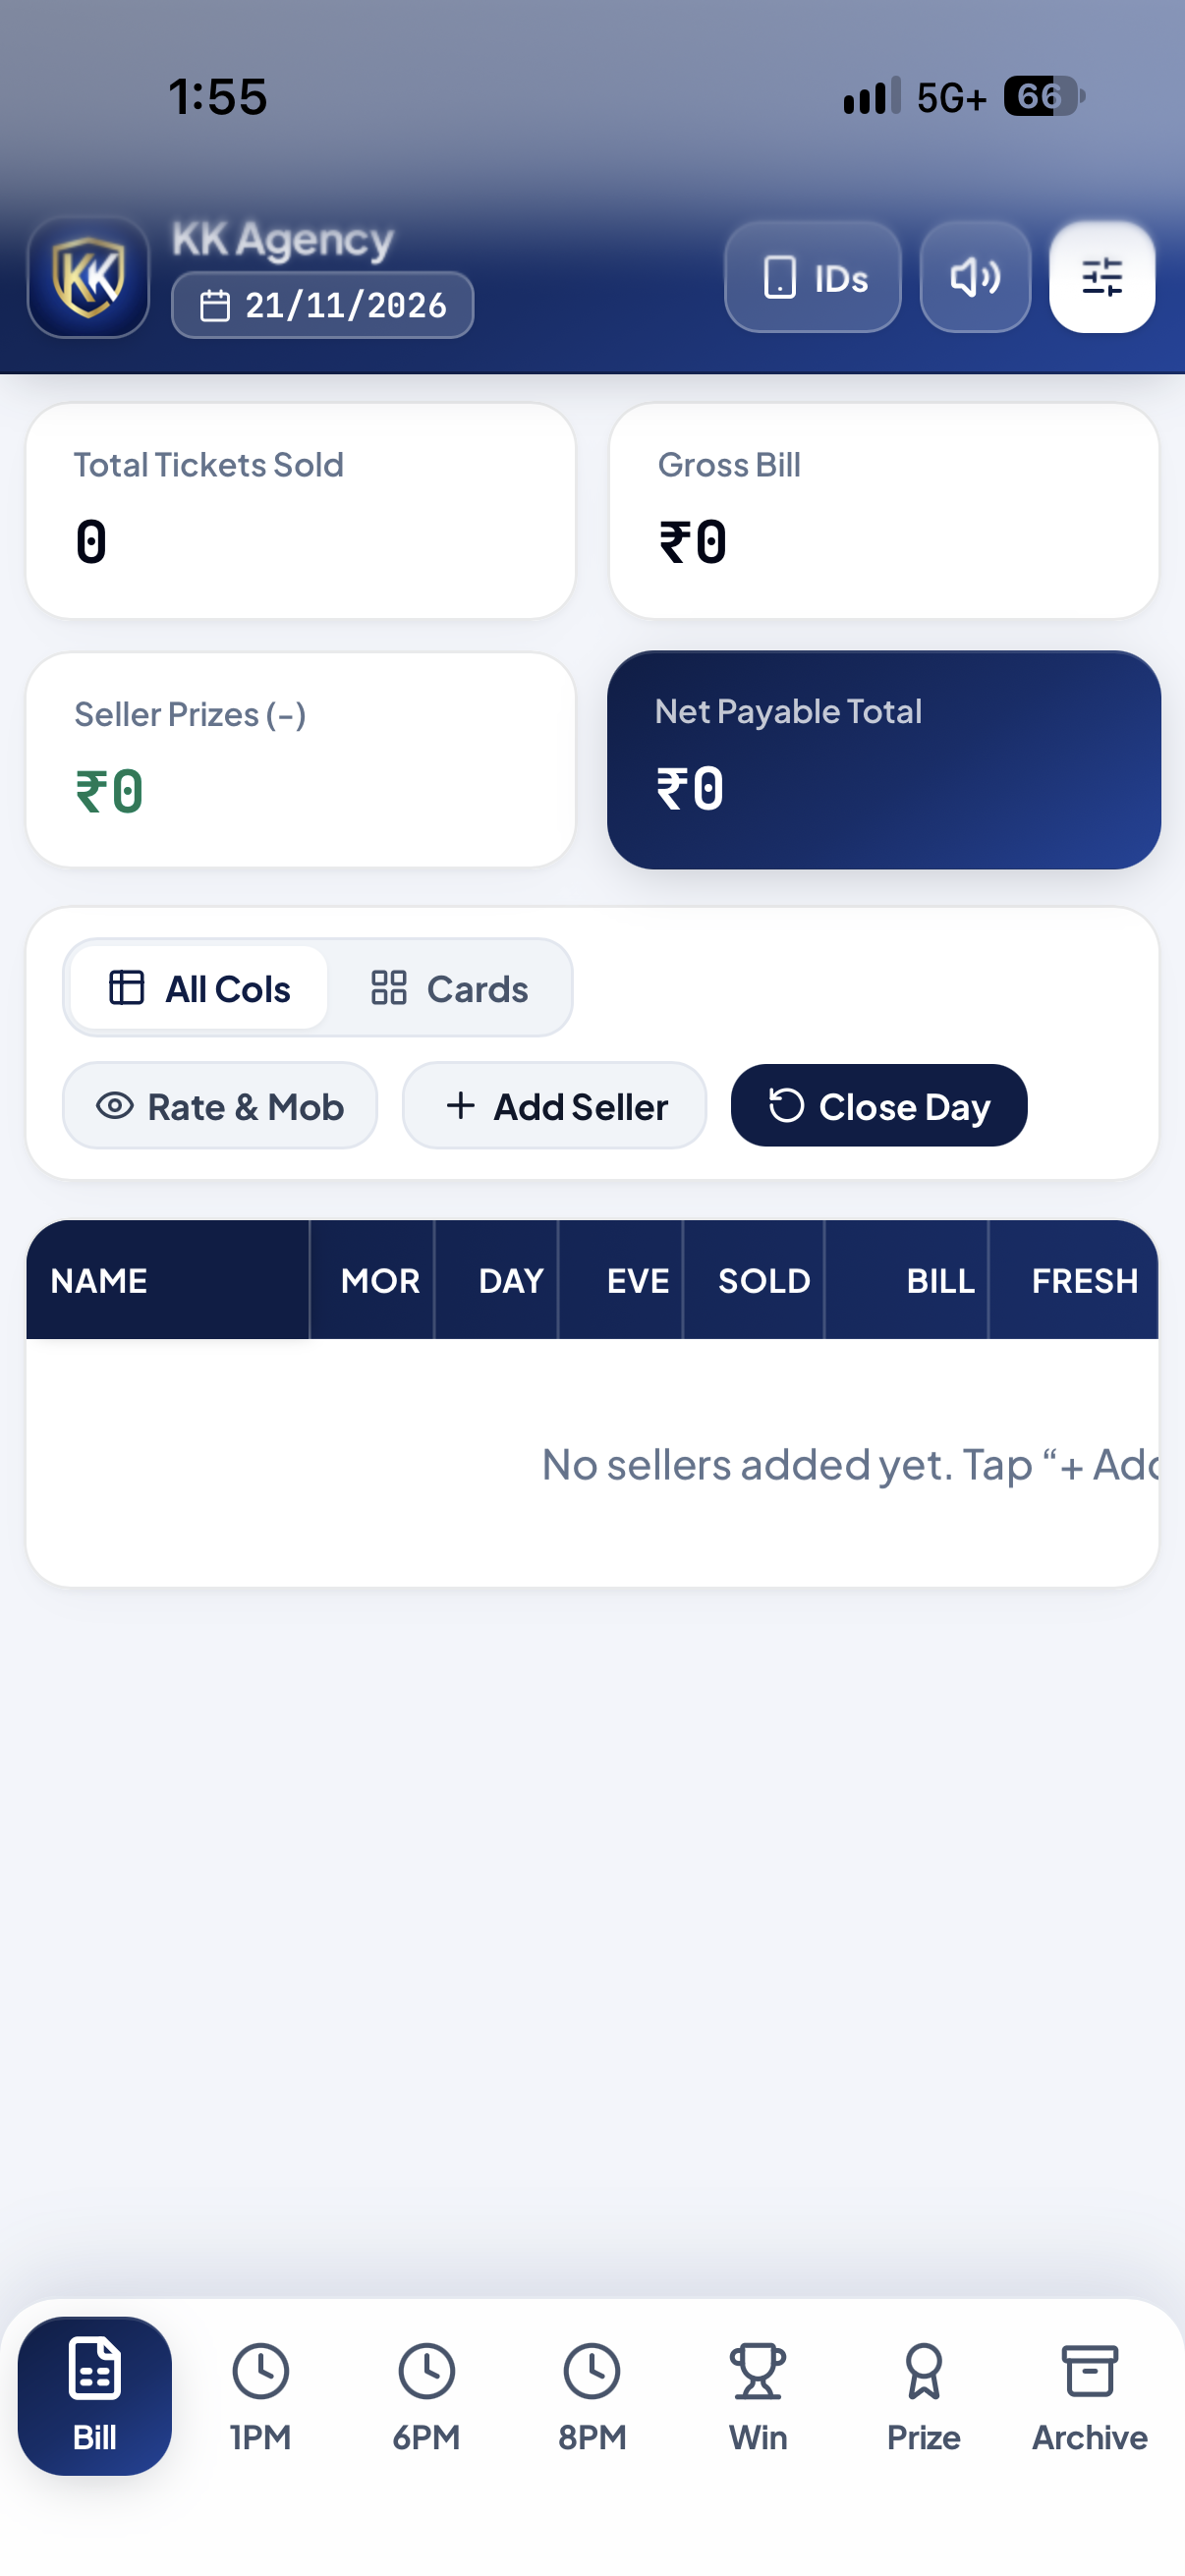 1:55
5G+ 66
KK
KK Agency
21/11/2026
IDs
Total Tickets Sold
0
Gross Bill
₹0
Seller Prizes (-)
₹0
Net Payable Total
₹0
All Cols
Cards
Rate & Mob
+ Add Seller
Close Day
NAME MOR DAY EVE SOLD BILL FRESH
No sellers added yet. Tap “+ Add
Bill
1PM
6PM
8PM
Win
Prize
Archive